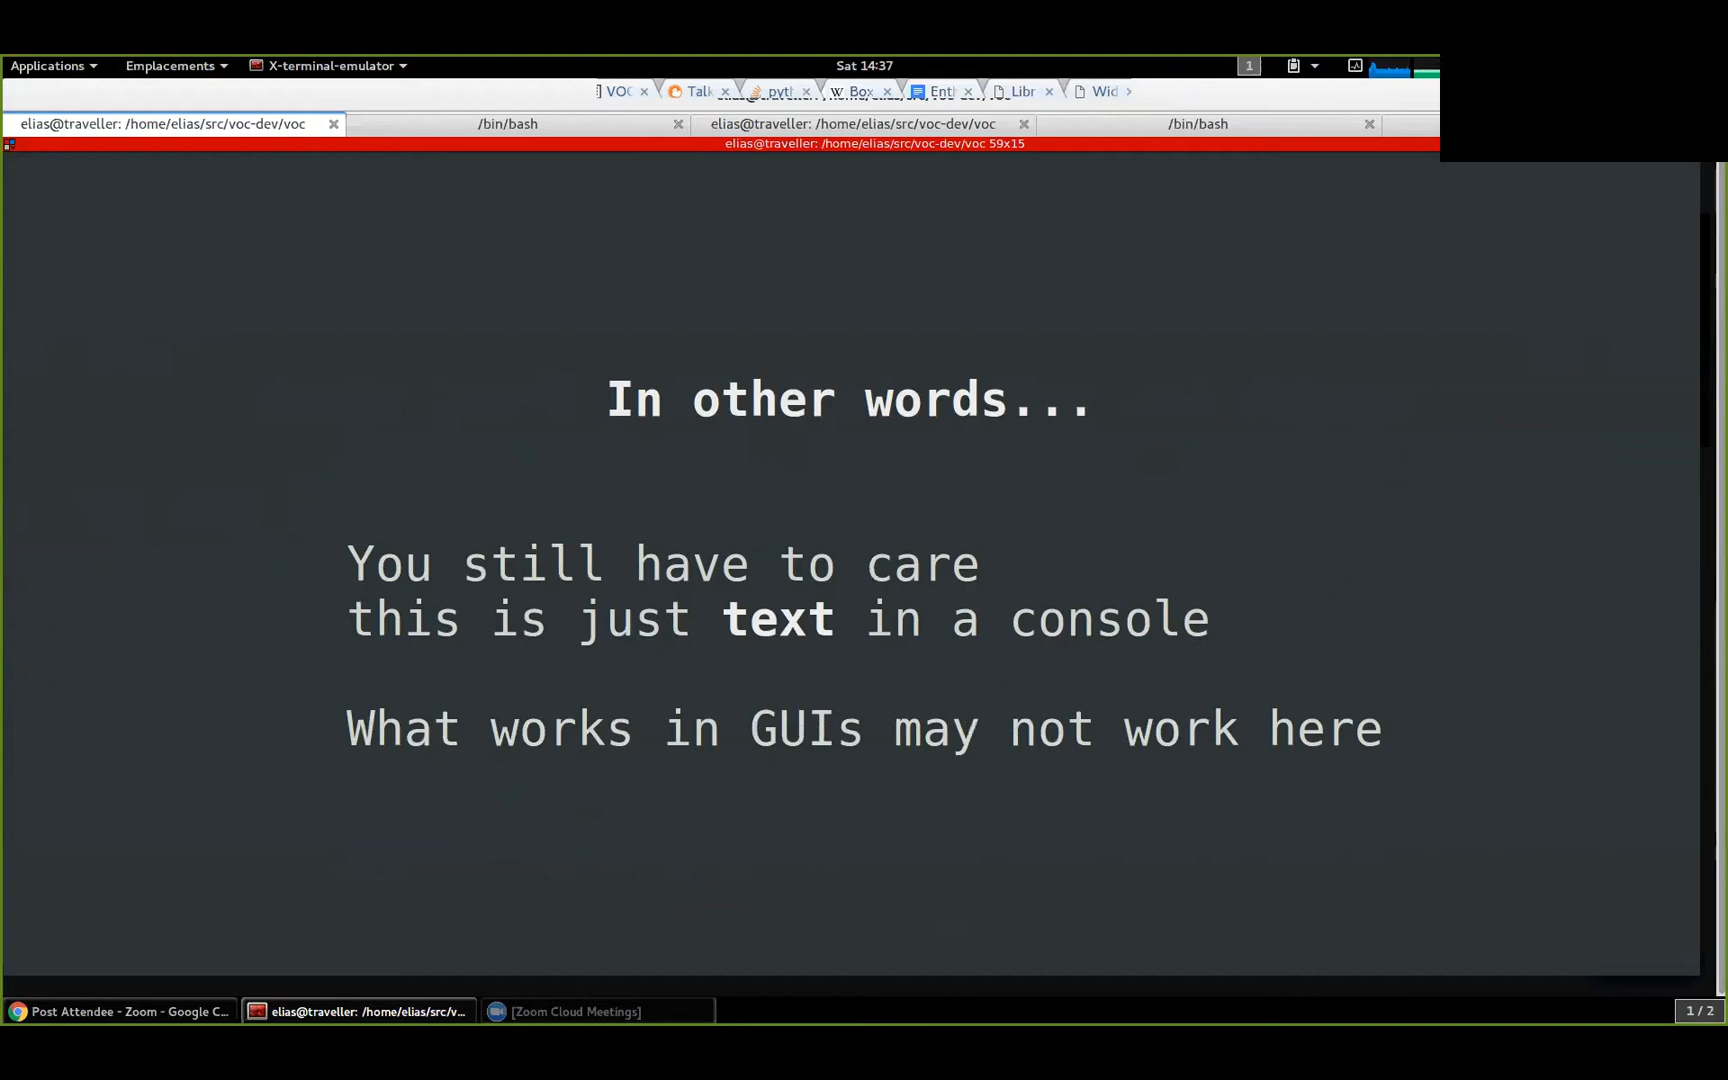 Applications
Emplacements
X-terminal-emulator
Sat 14:37
1
VOC
Talk
pyth
W Box
Enth
Libr
Wid
elias@traveller: /home/elias/src/voc-dev/voc
/bin/bash
elias@traveller: /home/elias/src/voc-dev/voc
/bin/bash
elias@traveller: /home/elias/src/voc-dev/voc 59x15
In other words...
You still have to care
this is just text in a console
What works in GUIs may not work here
Post Attendee - Zoom - Google C...
elias@traveller: /home/elias/src/v...
[Zoom Cloud Meetings]
1 / 2